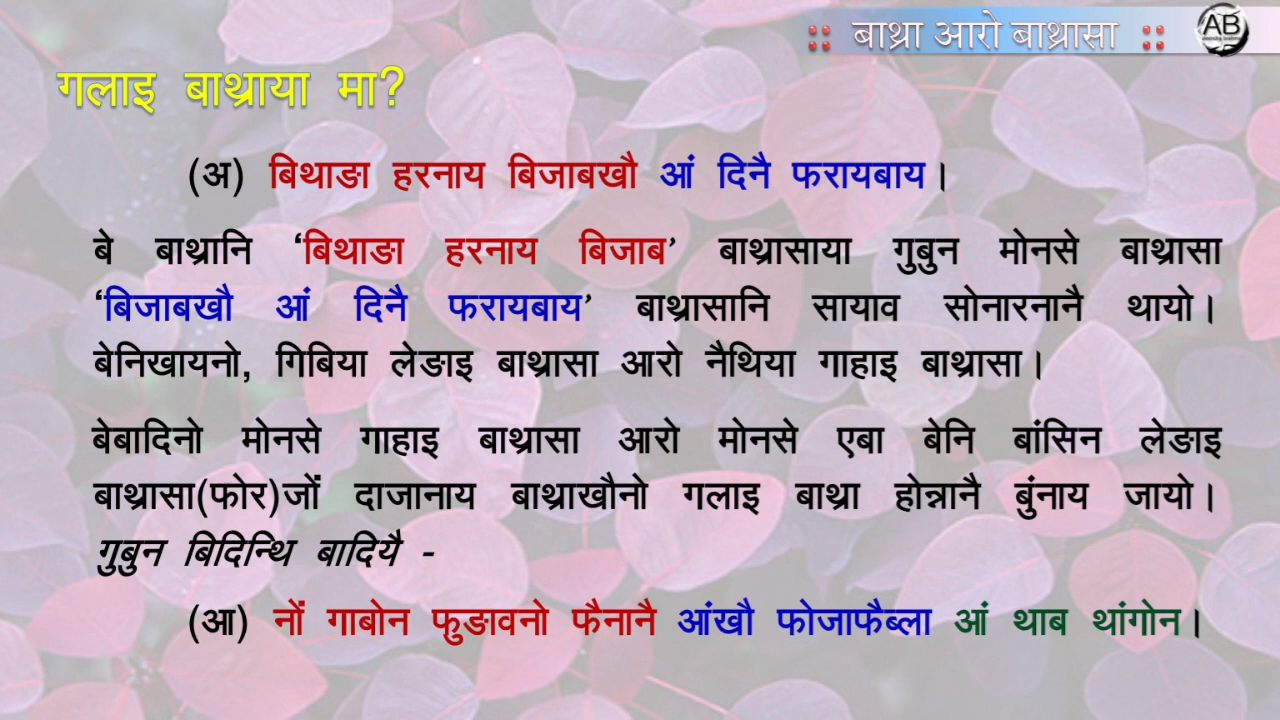 :: बाथ्रा आरो बाथ्रासा ::
AB
गलाइ बाथ्राया मा?
(अ) बिथाङा हरनाय बिजाबखौ आं दिनै फरायबाय।
बे बाथ्रानि ‘बिथाङा हरनाय बिजाब’ बाथ्रासाया गुबुन मोनसे बाथ्रासा
‘बिजाबखौ आं दिनै फरायबाय’ बाथ्रासानि सायाव सोनारनानै थायो।
बेनिखायनो, गिबिया लेङाइ बाथ्रासा आरो नैथिया गाहाइ बाथ्रासा।
बेबादिनो मोनसे गाहाइ बाथ्रासा आरो मोनसे एबा बेनि बांसिन लेङाइ
बाथ्रासा(फोर)जों दाजानाय बाथ्राखौनो गलाइ बाथ्रा होन्नानै बुंनाय जायो।
गुबुन बिदिन्थि बादियै -
(आ) नों गाबोन फुङावनो फैनानै आंखौ फोजाफैब्ला आं थाब थांगोन।